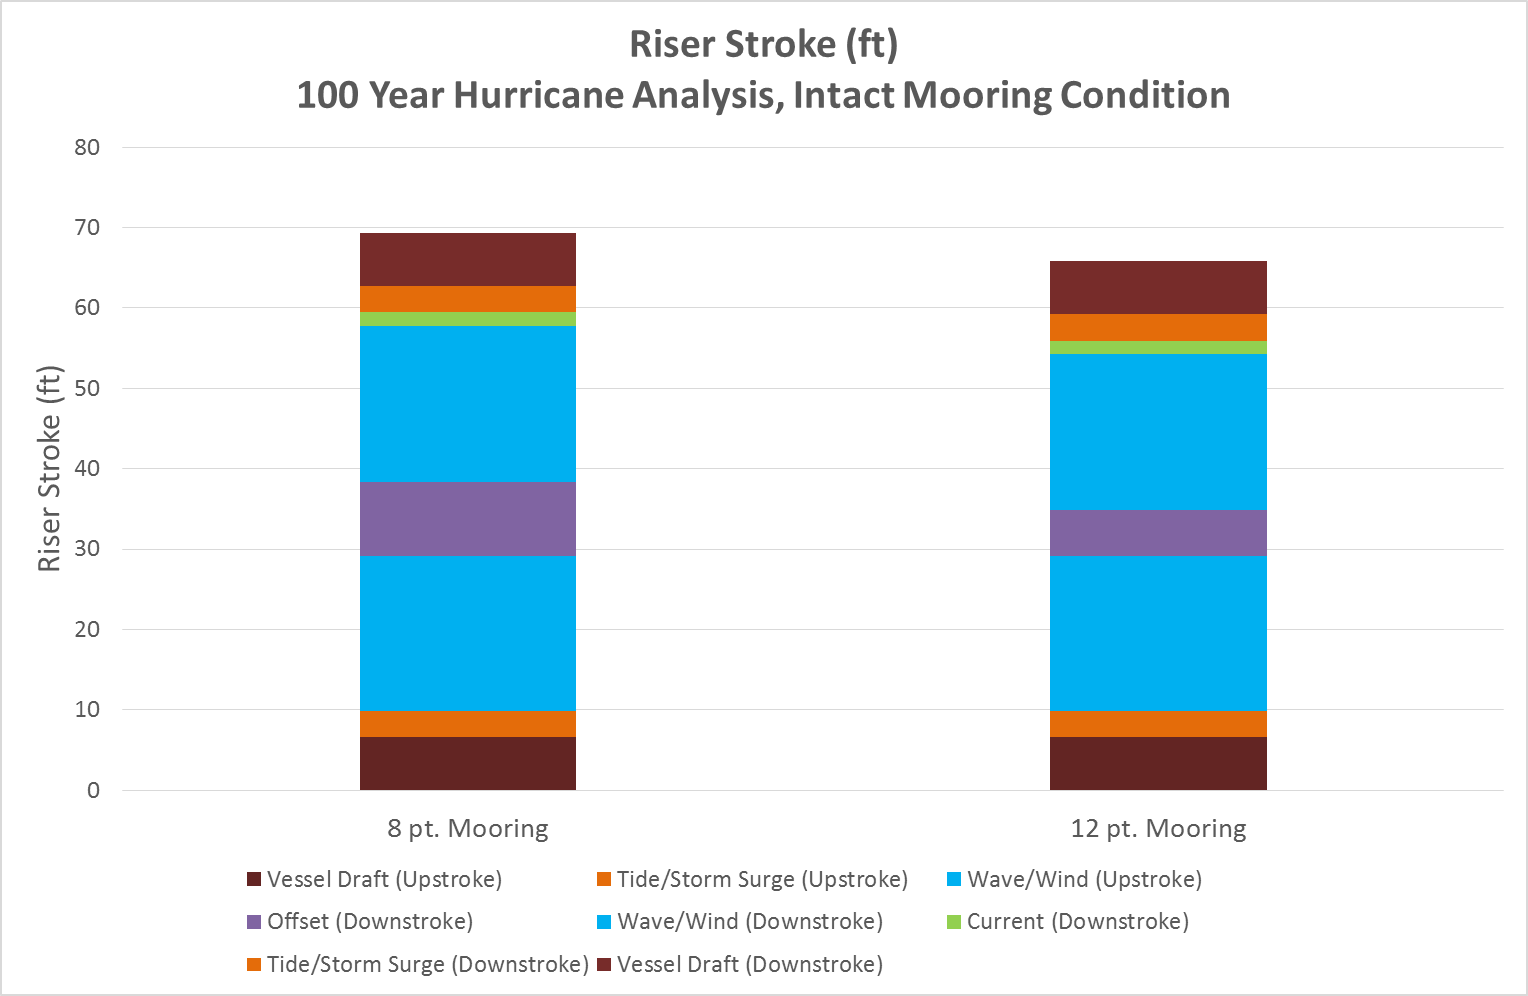 Riser Stroke (ft)
100 Year Hurricane Analysis, Intact Mooring Condition
80
70
60
50
40
30
20
10
0
Riser Stroke (ft)
8 pt. Mooring
12 pt. Mooring
Vessel Draft (Upstroke)
Tide/Storm Surge (Upstroke)
Wave/Wind (Upstroke)
Offset (Downstroke)
Wave/Wind (Downstroke)
Current (Downstroke)
Tide/Storm Surge (Downstroke)
Vessel Draft (Downstroke)